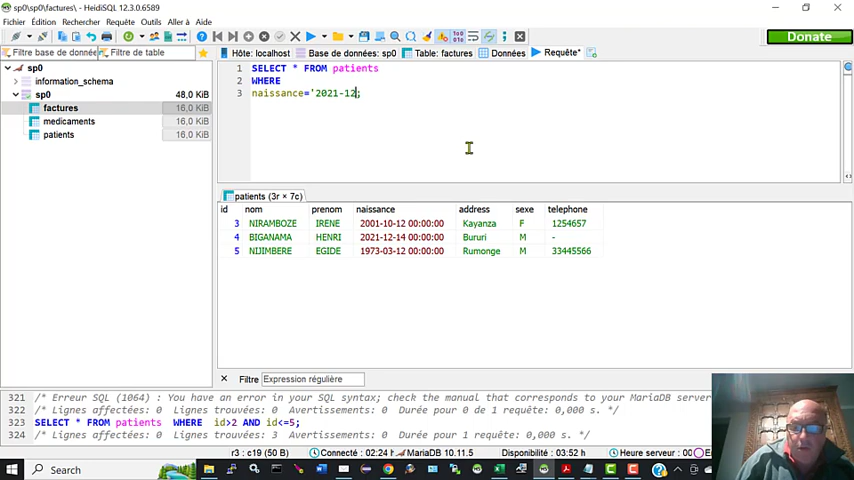 sp0\sp0\factures\ - HeidiSQL 12.3.0.6589
Fichier Édition Rechercher Requête Outils Aller à Aide
Donate
Filtre base de donnée Filtre de table
Hôte: localhost Base de données: sp0 Table: factures Données Requête*
sp0
information_schema
sp0 48,0 KiB
factures 16,0 KiB
medicaments 16,0 KiB
patients 16,0 KiB
1 SELECT * FROM patients
2 WHERE
3 naissance='2021-12;
patients (3r × 7c)
id nom prenom naissance address sexe telephone
3 NIRAMBOZE IRENE 2001-10-12 00:00:00 Kayanza F 1254657
4 BIGANAMA HENRI 2021-12-14 00:00:00 Bururi M -
5 NIJIMBERE EGIDE 1973-03-12 00:00:00 Rumonge M 33445566
Filtre Expression régulière
321 /* Erreur SQL (1064) : You have an error in your SQL syntax; check the manual that corresponds to your MariaDB server
322 /* Lignes affectées: 0 Lignes trouvées: 0 Avertissements: 0 Durée pour 0 de 1 requête: 0,000 s. */
323 SELECT * FROM patients WHERE id>2 AND id<=5;
324 /* Lignes affectées: 0 Lignes trouvées: 3 Avertissements: 0 Durée pour 1 requête: 0,000 s. */
r3 : c19 (50 B) Connecté : 02:24 MariaDB 10.11.5 Disponibilité : 03:52 h Heure serveur : 00
Search